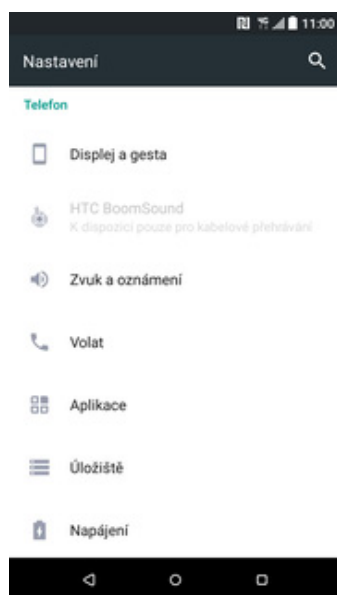 11:00
Nastavení
Telefon
Displej a gesta
HTC BoomSound
K dispozici pouze pro kabelové přehrávání
Zvuk a oznámení
Volat
Aplikace
Úložiště
Napájení